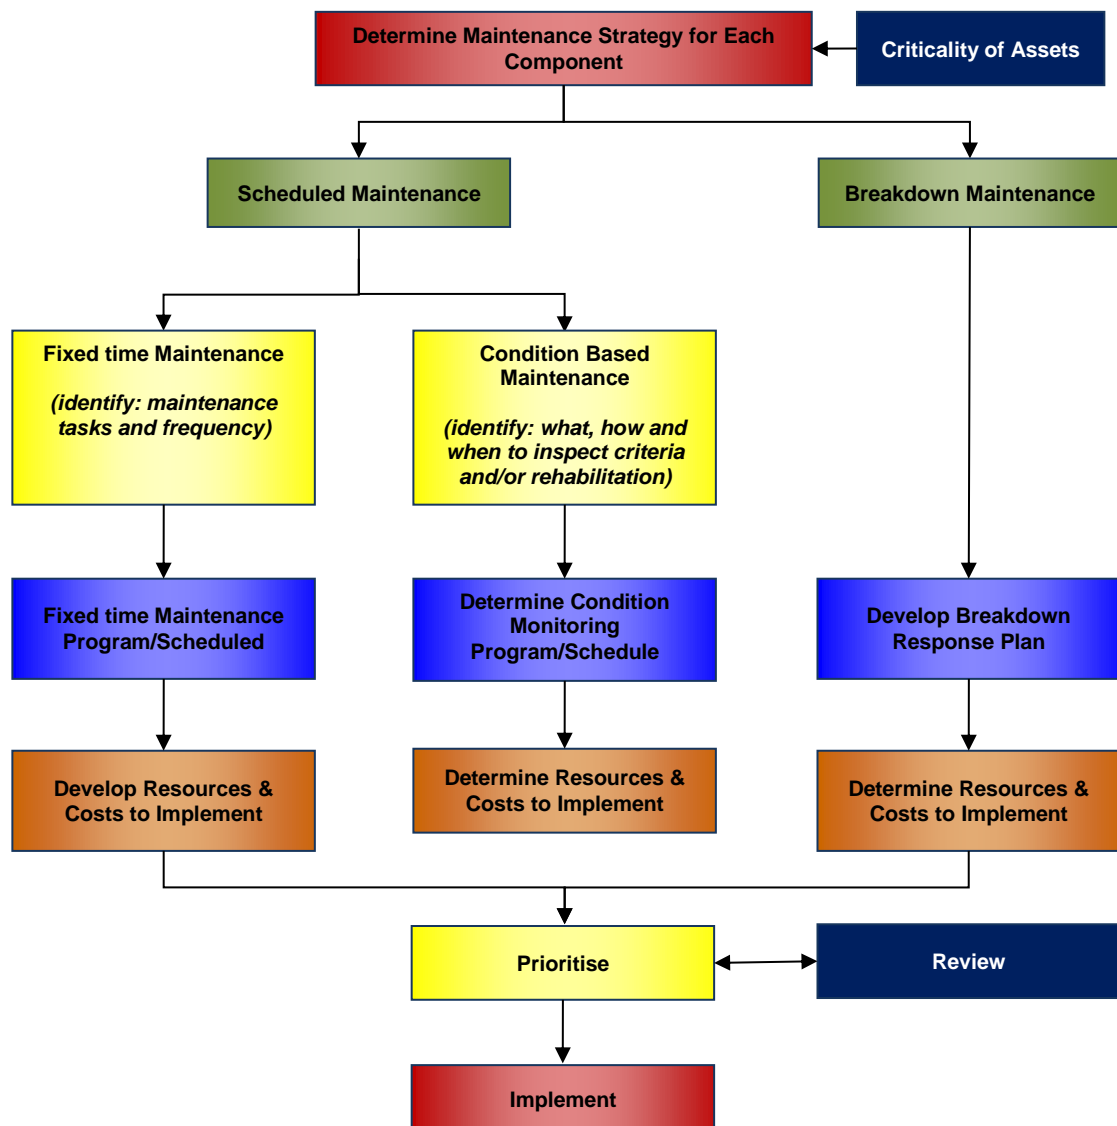 Determine Maintenance Strategy for Each
Component
Criticality of Assets
Scheduled Maintenance
Breakdown Maintenance
Fixed time Maintenance
(identify: maintenance
tasks and frequency)
Condition Based
Maintenance
(identify: what, how and
when to inspect criteria
and/or rehabilitation)
Fixed time Maintenance
Program/Scheduled
Determine Condition
Monitoring
Program/Schedule
Develop Breakdown
Response Plan
Develop Resources &
Costs to Implement
Determine Resources &
Costs to Implement
Determine Resources &
Costs to Implement
Prioritise
Review
Implement